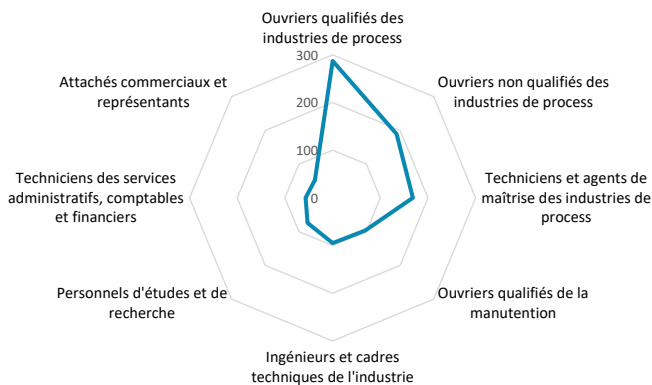 Ouvriers qualifiés des
industries de process
300
200
100
0
Ouvriers non qualifiés des
industries de process
Techniciens et agents de
maîtrise des industries de
process
Ouvriers qualifiés de la
manutention
Ingénieurs et cadres
techniques de l'industrie
Personnels d'études et de
recherche
Techniciens des services
administratifs, comptables
et financiers
Attachés commerciaux et
représentants